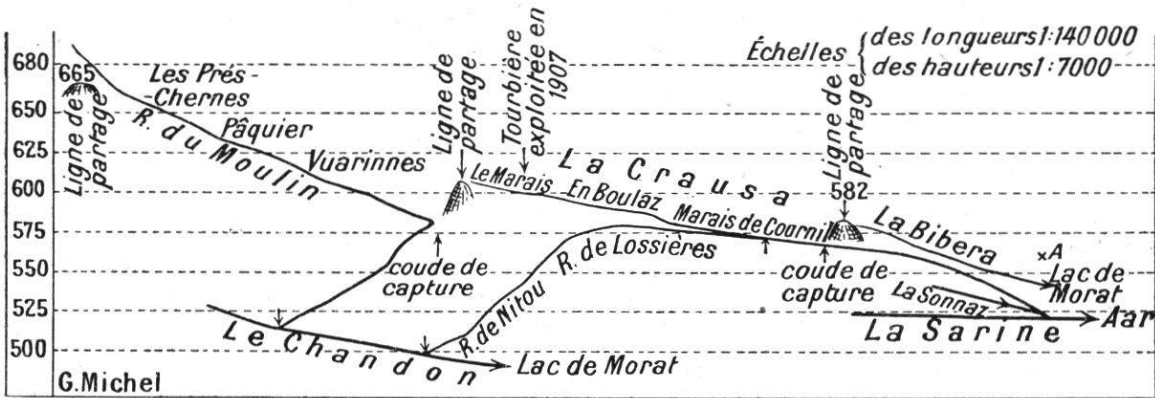 Échelles
des longueurs 1:140 000
des hauteurs 1:7000
680
650
625
600
575
550
525
500
665
Ligne de
partage
Les Prés-
-Chernes
Pâquier
Vuarinnes
R. du Moulin
Ligne de
partage
Tourbière
exploitée en
1907
La Crausa
Le Marais
En Boulaz
Marais de Cournil
Ligne de
partage
582
La Bibera
A
Lac de
Morat
coude de
capture
R. de Nitou
R. de Lossières
coude de
capture
La Sonnaz
La Sarine
Aar
Le Chandon
Lac de Morat
G. Michel